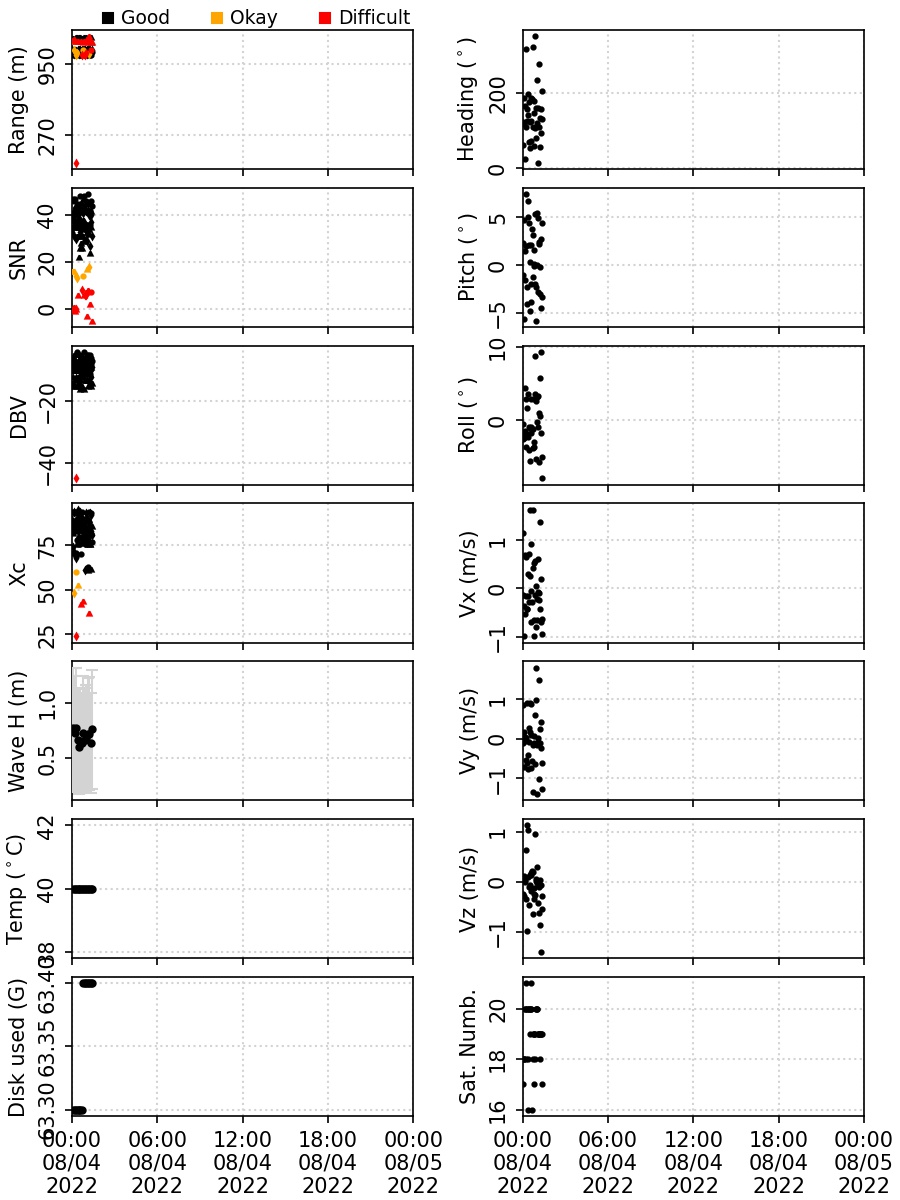 Good Okay Difficult
Range (m)
950
270
Heading (°)
200
0
SNR
40
20
0
Pitch (°)
5
0
−5
DBV
−20
−40
Roll (°)
10
0
Xc
75
50
25
Vx (m/s)
1
0
−1
Wave H (m)
1.0
0.5
Vy (m/s)
1
0
−1
Temp (°C)
42
40
38
Vz (m/s)
1
0
−1
Disk used (G)
63.40
63.35
63.30
Sat. Numb.
20
18
16
00:00 06:00 12:00 18:00 00:00
08/04 08/04 08/04 08/04 08/05
2022 2022 2022 2022 2022
00:00 06:00 12:00 18:00 00:00
08/04 08/04 08/04 08/04 08/05
2022 2022 2022 2022 2022